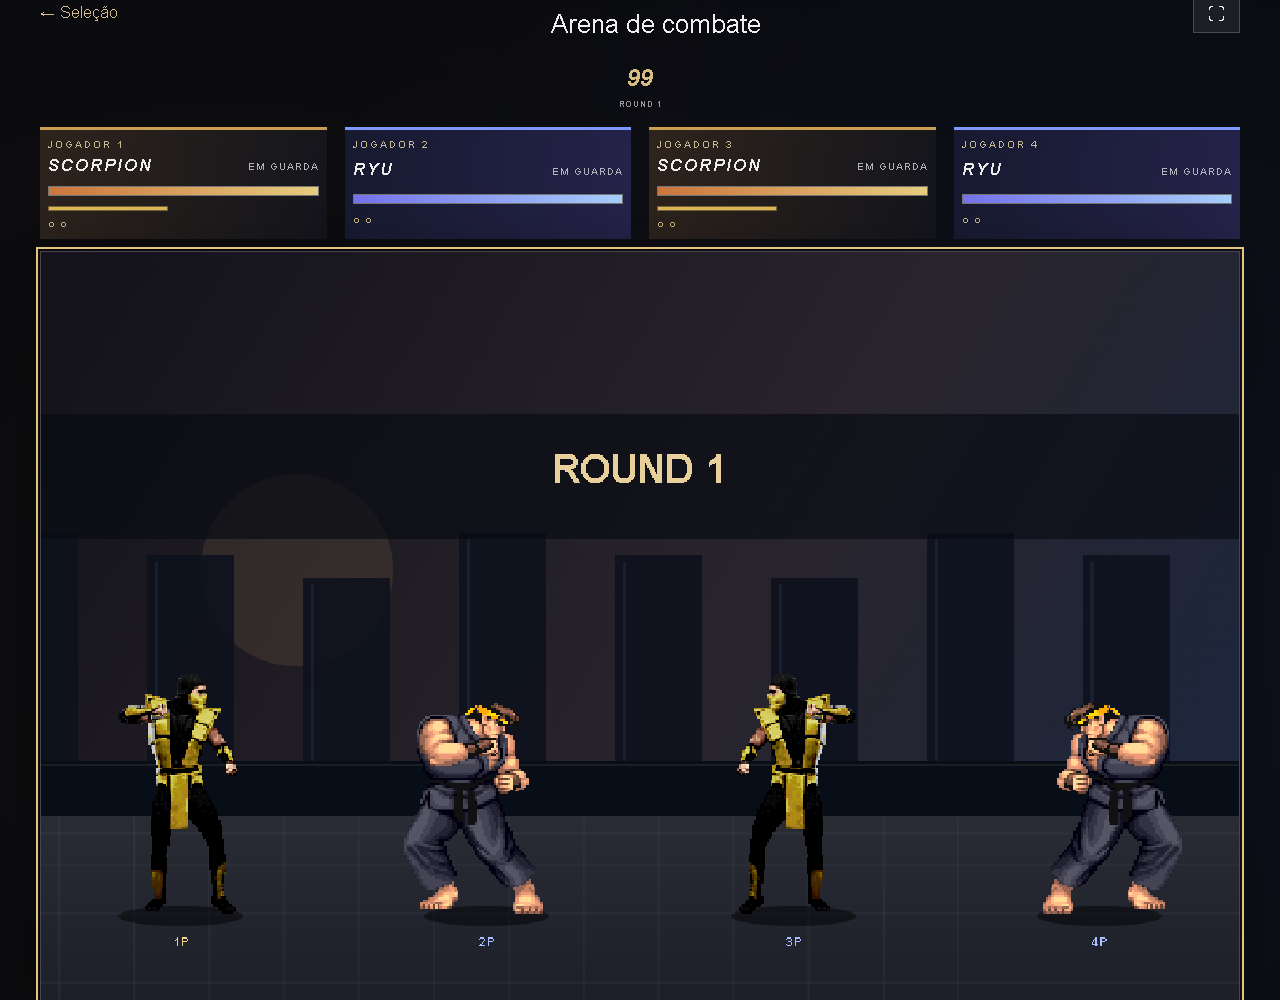 ← Seleção
Arena de combate
99
ROUND 1
JOGADOR 1
SCORPION
EM GUARDA
JOGADOR 2
RYU
EM GUARDA
JOGADOR 3
SCORPION
EM GUARDA
JOGADOR 4
RYU
EM GUARDA
ROUND 1
1P
2P
3P
4P